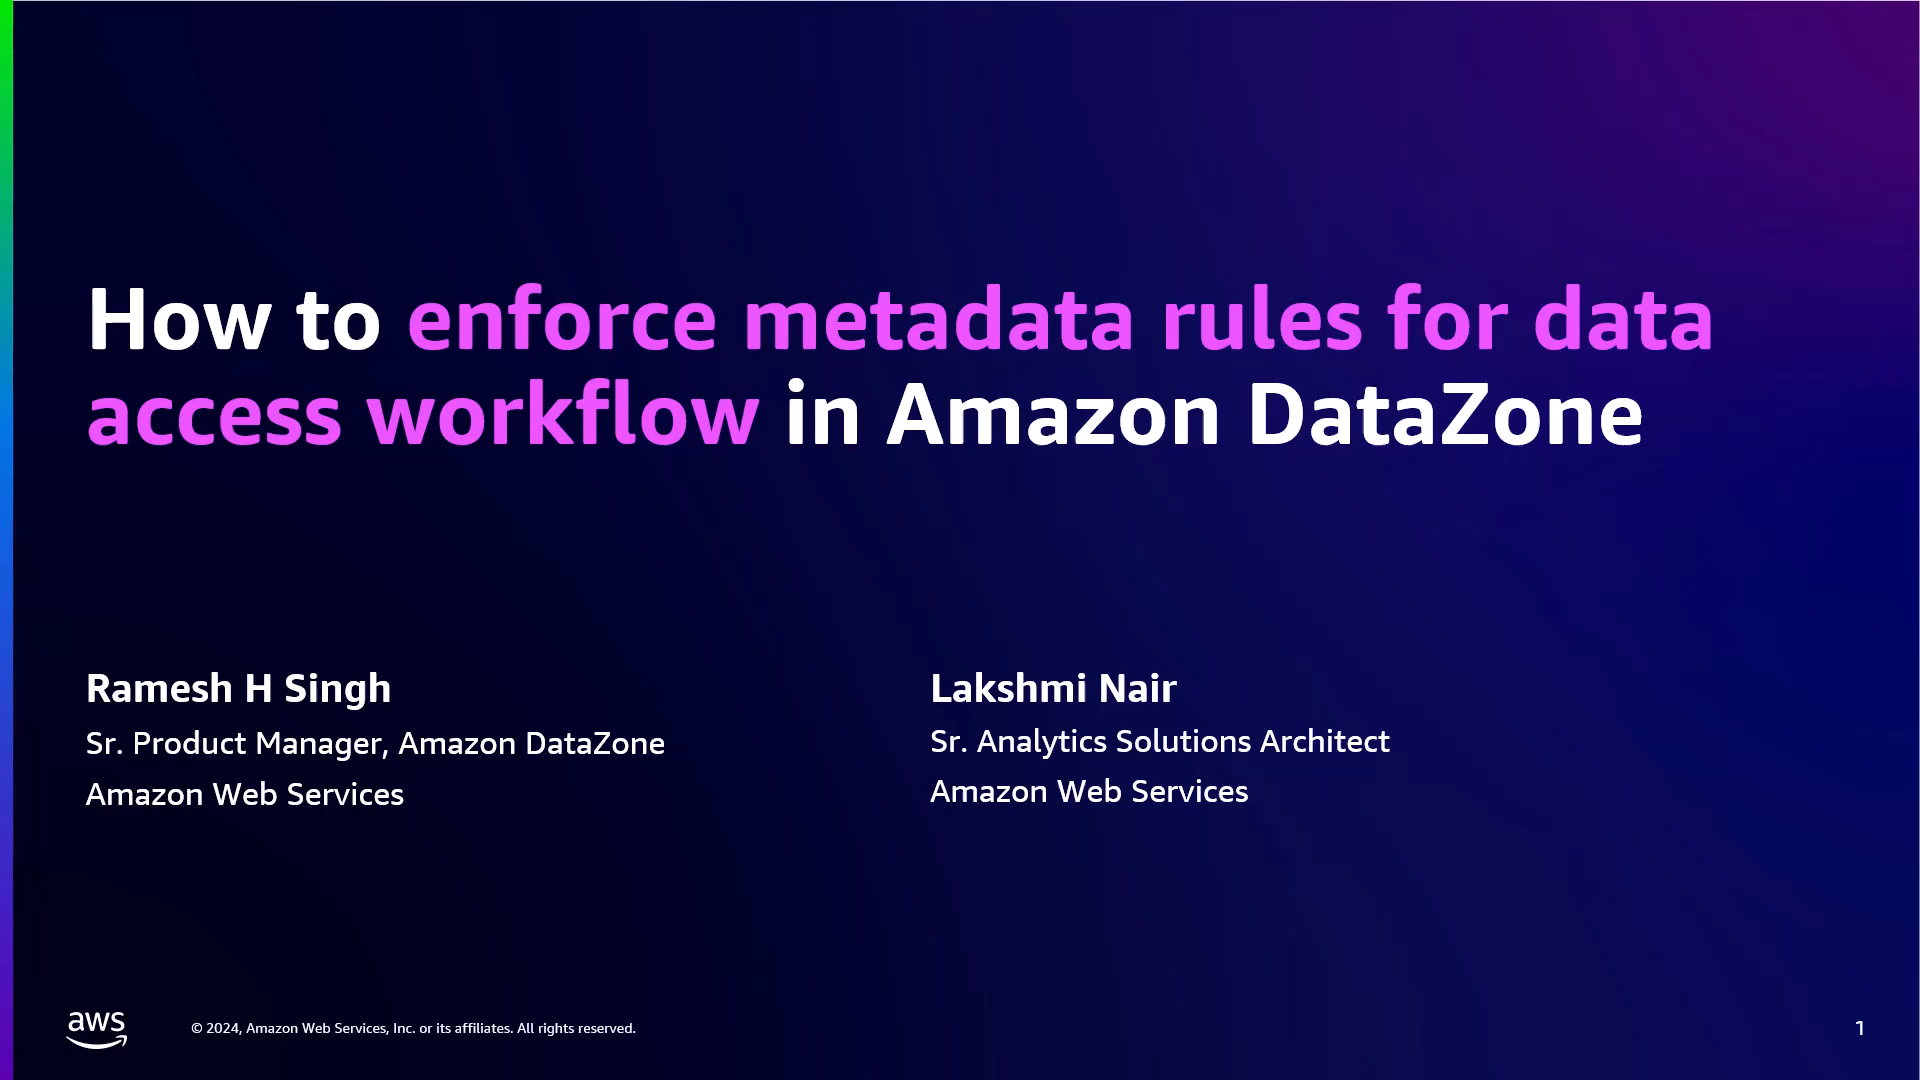 How to enforce metadata rules for data
access workflow in Amazon DataZone
Ramesh H Singh
Sr. Product Manager, Amazon DataZone
Amazon Web Services
Lakshmi Nair
Sr. Analytics Solutions Architect
Amazon Web Services
aws
© 2024, Amazon Web Services, Inc. or its affiliates. All rights reserved.
1